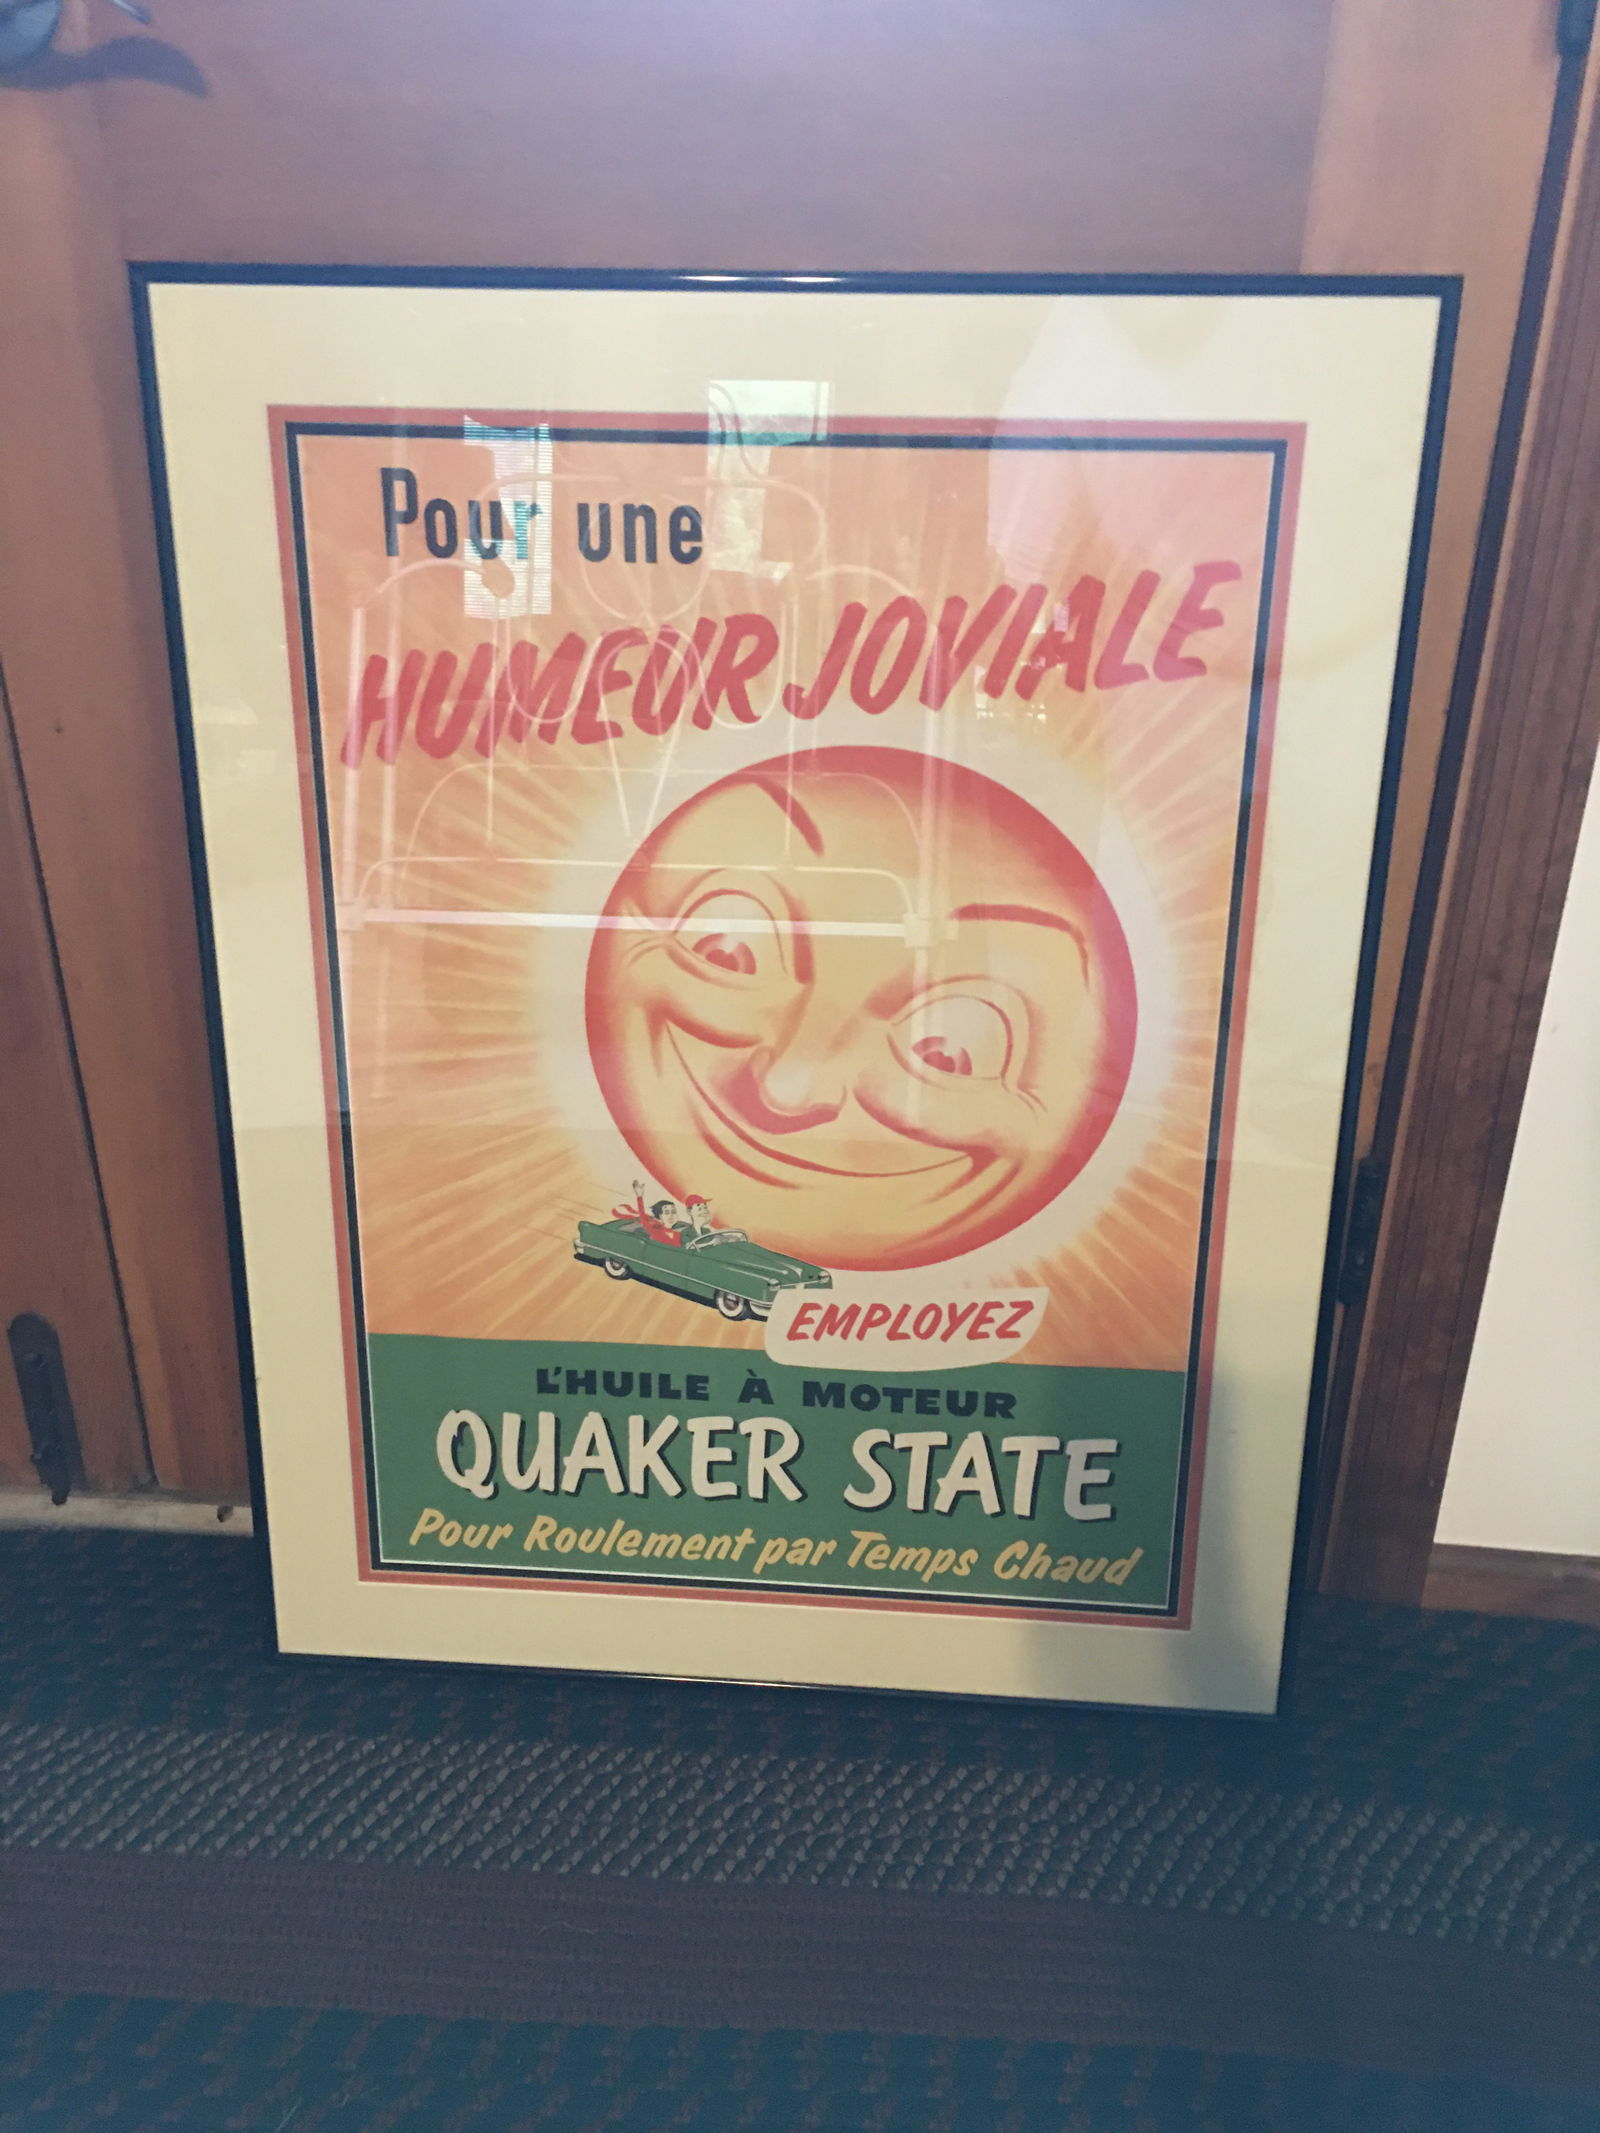 Pour une
HUMEUR JOVIALE
EMPLOYEZ
L'HUILE À MOTEUR
QUAKER STATE
Pour Roulement par Temps Chaud